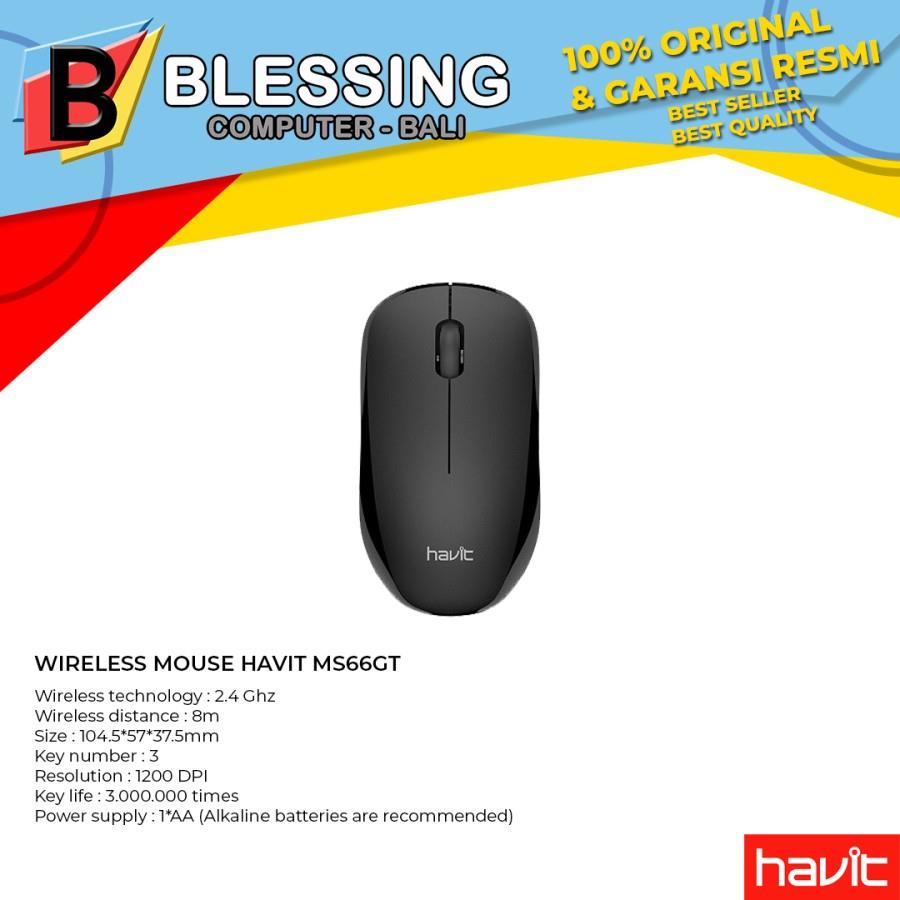 B
BLESSING
COMPUTER - BALI
100% ORIGINAL
& GARANSI RESMI
BEST SELLER
BEST QUALITY
havit
WIRELESS MOUSE HAVIT MS66GT
Wireless technology : 2.4 Ghz
Wireless distance : 8m
Size : 104.5*57*37.5mm
Key number : 3
Resolution : 1200 DPI
Key life : 3.000.000 times
Power supply : 1*AA (Alkaline batteries are recommended)
havit